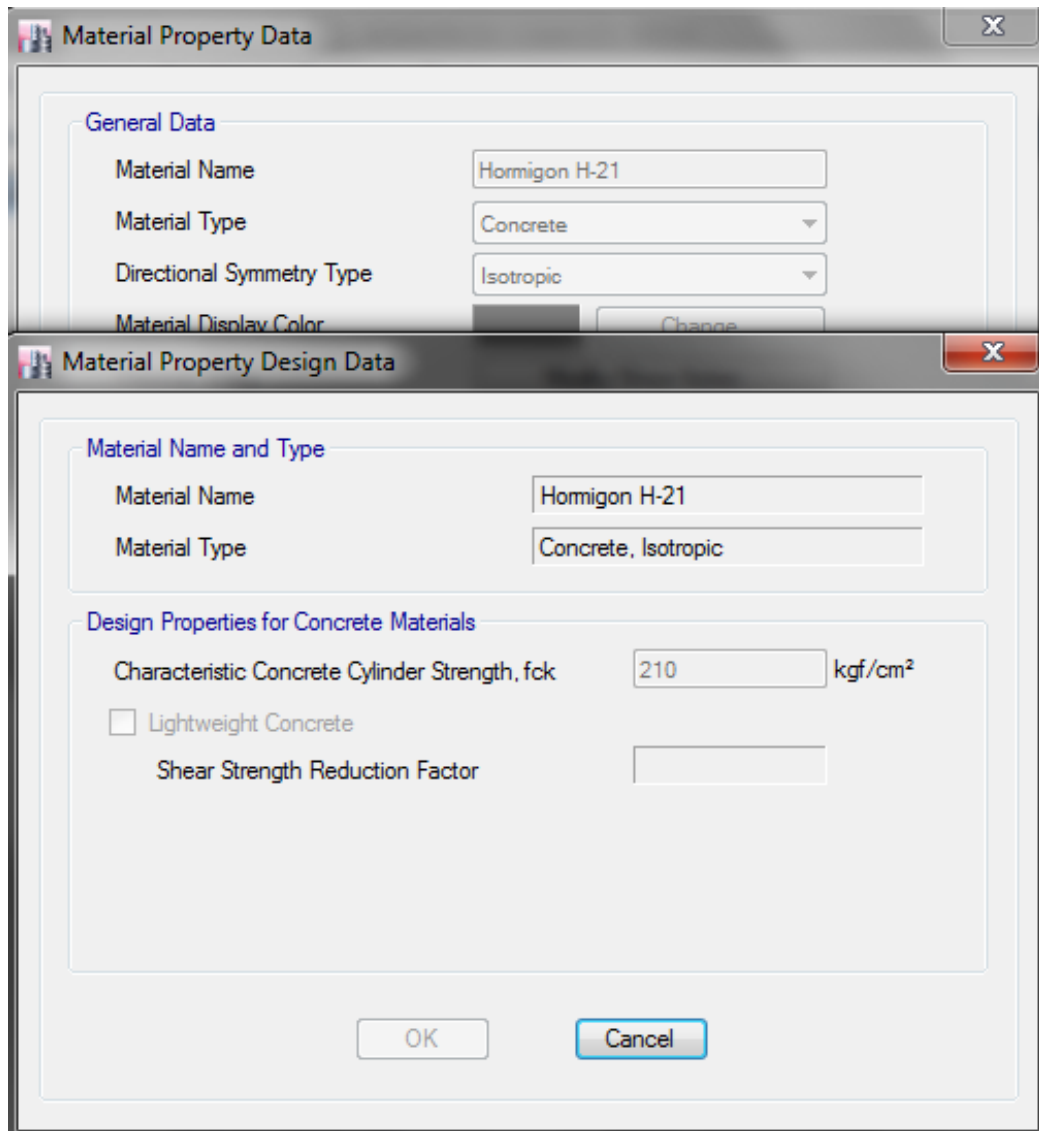 Material Property Data
General Data
Material Name Hormigon H-21
Material Type Concrete
Directional Symmetry Type Isotropic
Material Display Color Change...
Material Property Design Data
Material Name and Type
Material Name Hormigon H-21
Material Type Concrete, Isotropic
Design Properties for Concrete Materials
Characteristic Concrete Cylinder Strength, fck 210 kgf/cm²
Lightweight Concrete
Shear Strength Reduction Factor
OK Cancel